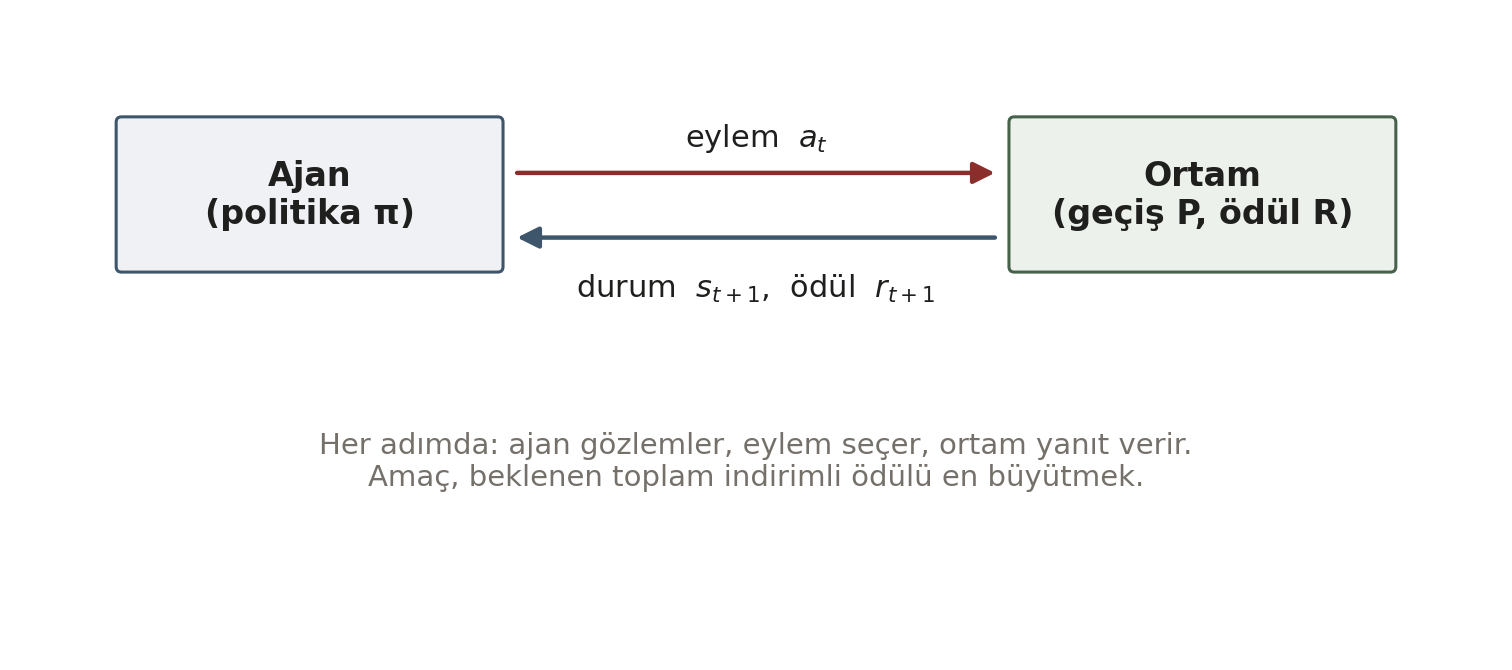 Ajan
(politika π)
eylem a_t
Ortam
(geçiş P, ödül R)
durum s_{t+1}, ödül r_{t+1}
Her adımda: ajan gözlemler, eylem seçer, ortam yanıt verir.
Amaç, beklenen toplam indirimli ödülü en büyütmek.